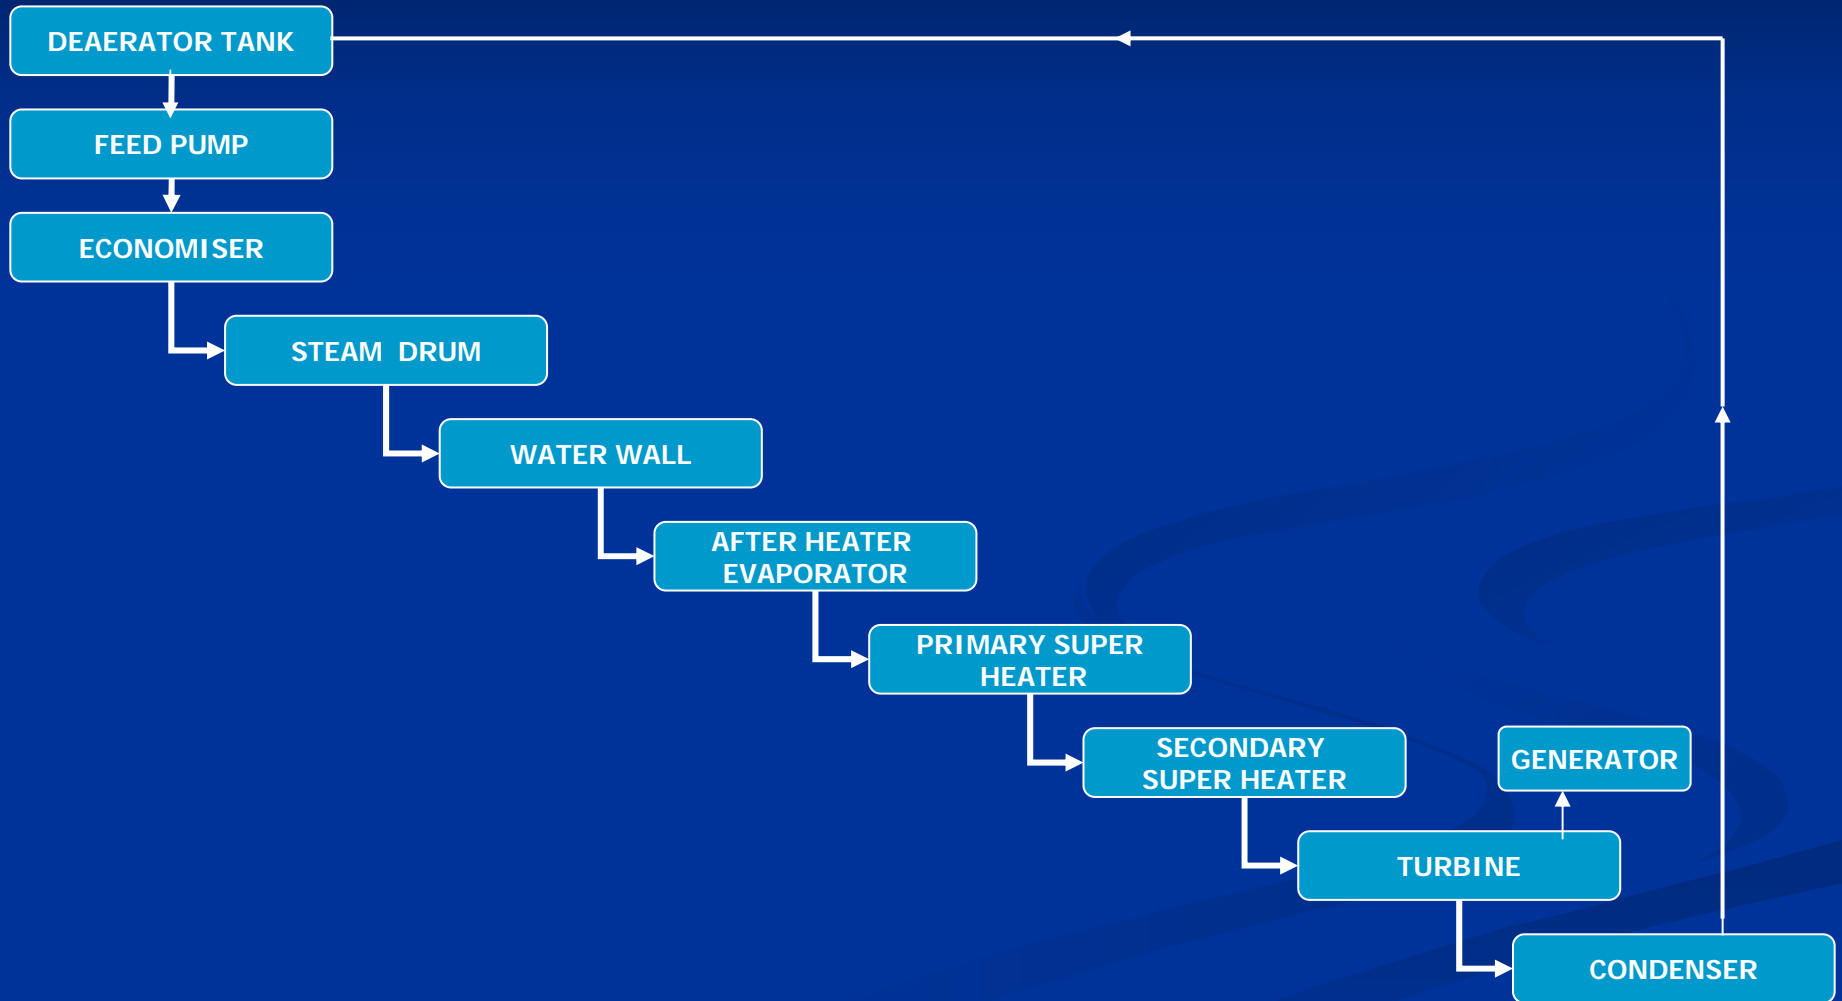 DEAERATOR TANK
FEED PUMP
ECONOMISER
STEAM DRUM
WATER WALL
AFTER HEATER
EVAPORATOR
PRIMARY SUPER
HEATER
SECONDARY
SUPER HEATER
GENERATOR
TURBINE
CONDENSER